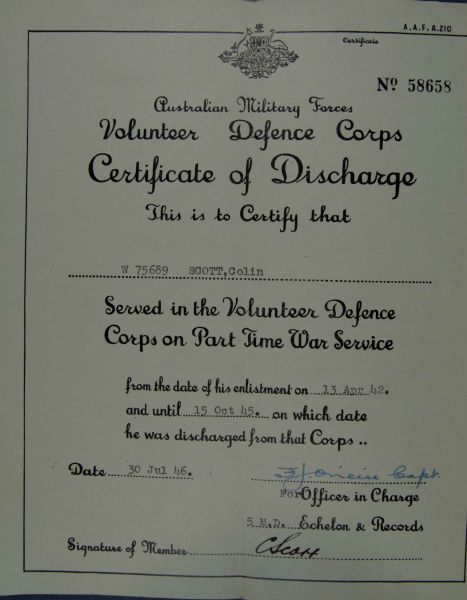 A.A.F. A.210
Certificate
Nº 58658
Australian Military Forces
Volunteer Defence Corps
Certificate of Discharge
This is to Certify that
W 75689 SCOTT, Colin
Served in the Volunteer Defence
Corps on Part Time War Service
from the date of his enlistment on 13 Apr 42.
and until 15 Oct 45. on which date
he was discharged from that Corps ..
Date 30 Jul 46. Capt.
For Officer in Charge
5 M.D. Echelon & Records
Signature of Member CScott